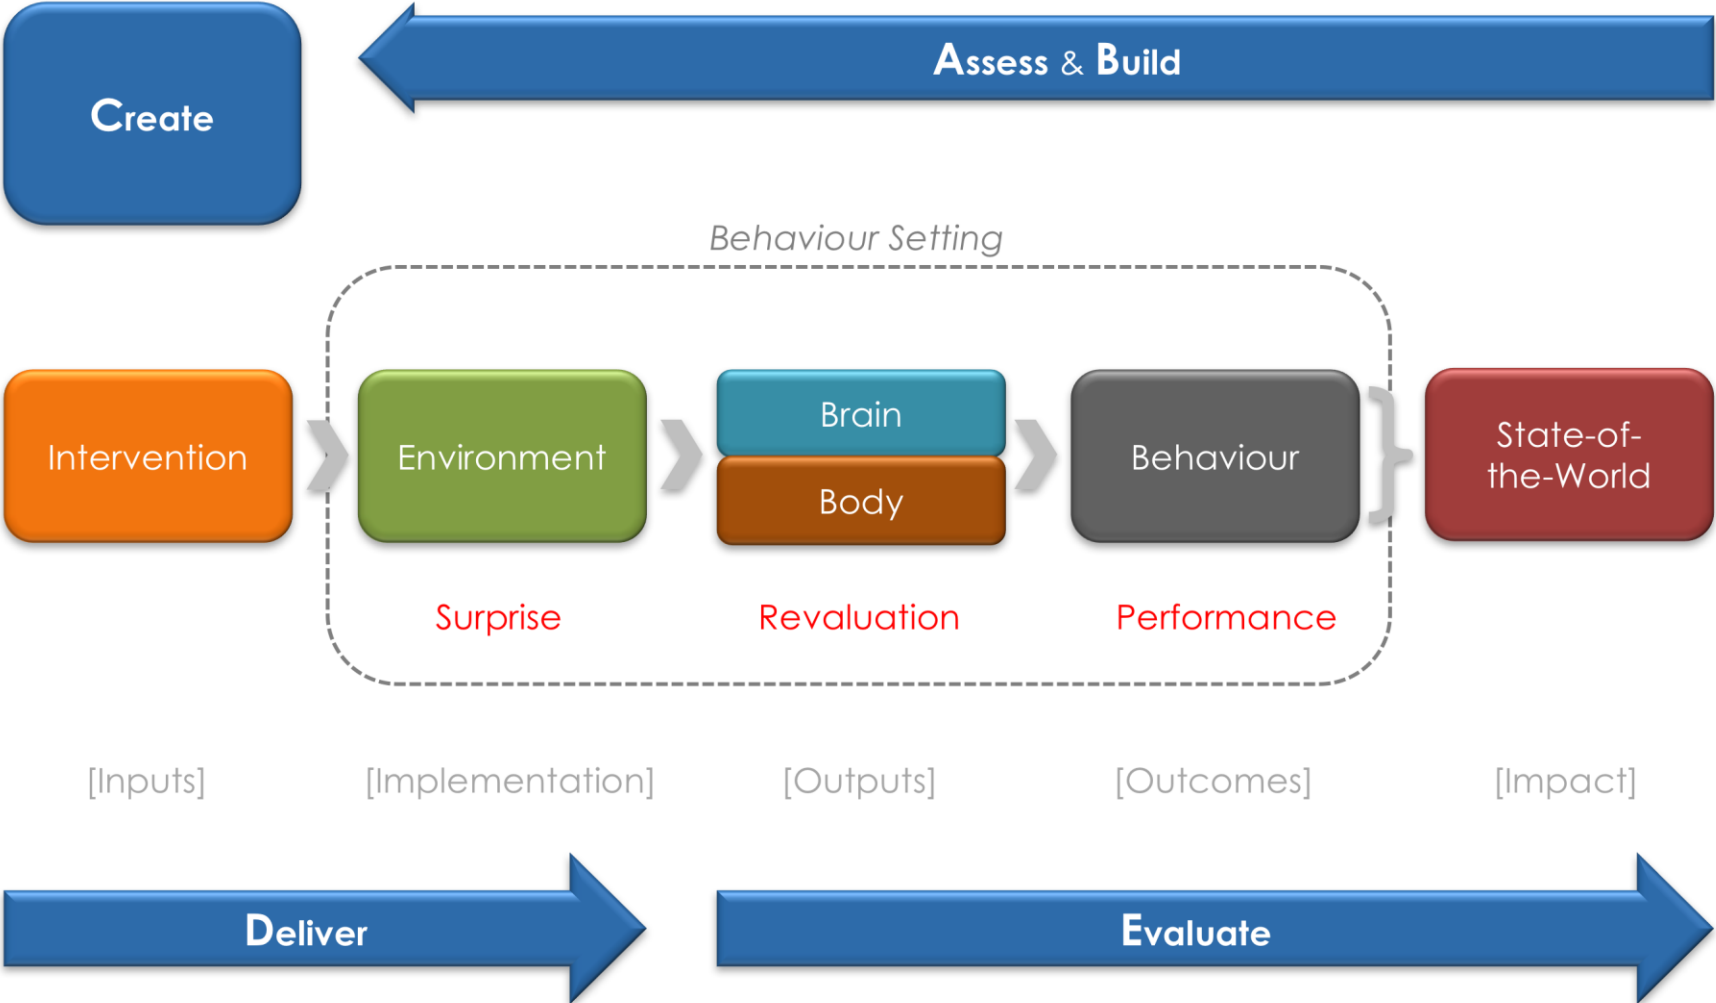 Create
Assess & Build
Behaviour Setting
Intervention
Environment
Brain
Body
Behaviour
State-of-
the-World
Surprise
Revaluation
Performance
[Inputs]
[Implementation]
[Outputs]
[Outcomes]
[Impact]
Deliver
Evaluate